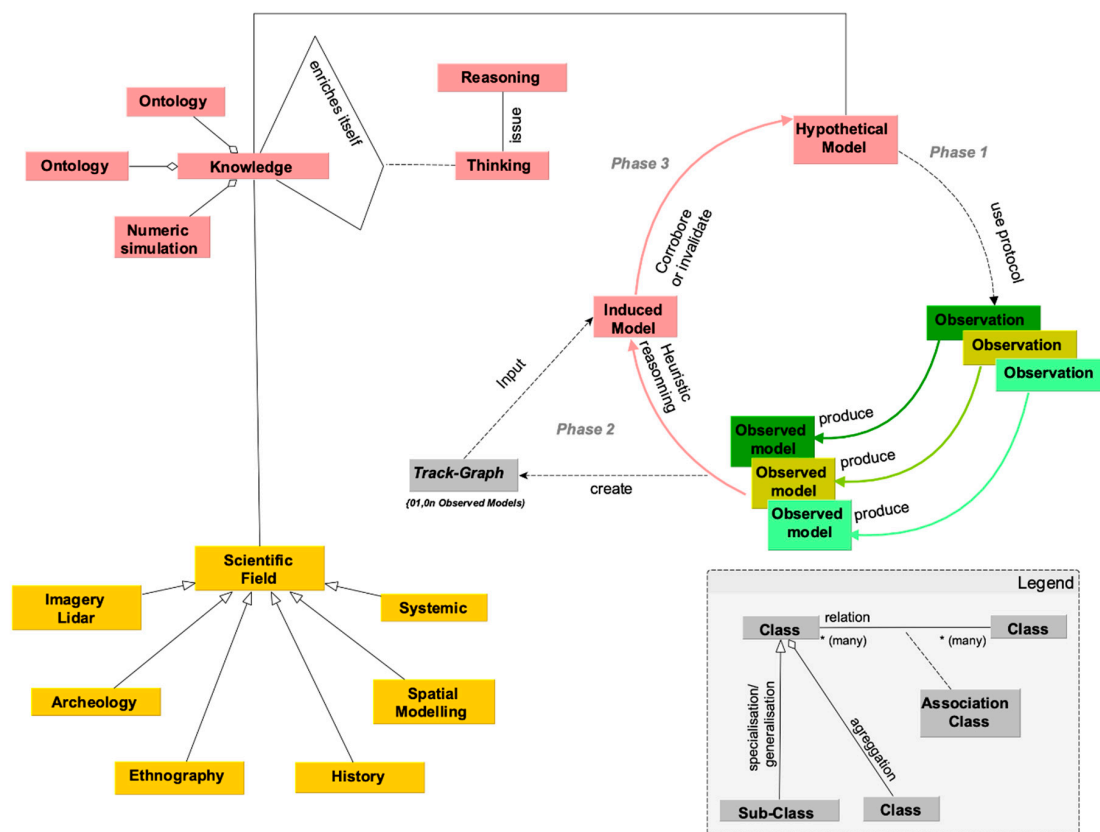 Reasoning
Ontology
enriches itself
issue
Hypothetical
Model
Phase 1
Phase 3
Ontology
Knowledge
Thinking
Numeric
simulation
Corrobore
or invalidate
use protocol
Induced
Model
Observation
Observation
Observation
Input
Heuristic
reasonning
Phase 2
produce
Observed
model
produce
Observed
model
produce
Observed
model
Track-Graph
create
{01,0n Observed Models)
Scientific
Field
Imagery
Lidar
Systemic
Archeology
Spatial
Modelling
Ethnography
History
Legend
Class
relation
* (many)
* (many)
Class
specialisation/
generalisation
agreggation
Association
Class
Sub-Class
Class